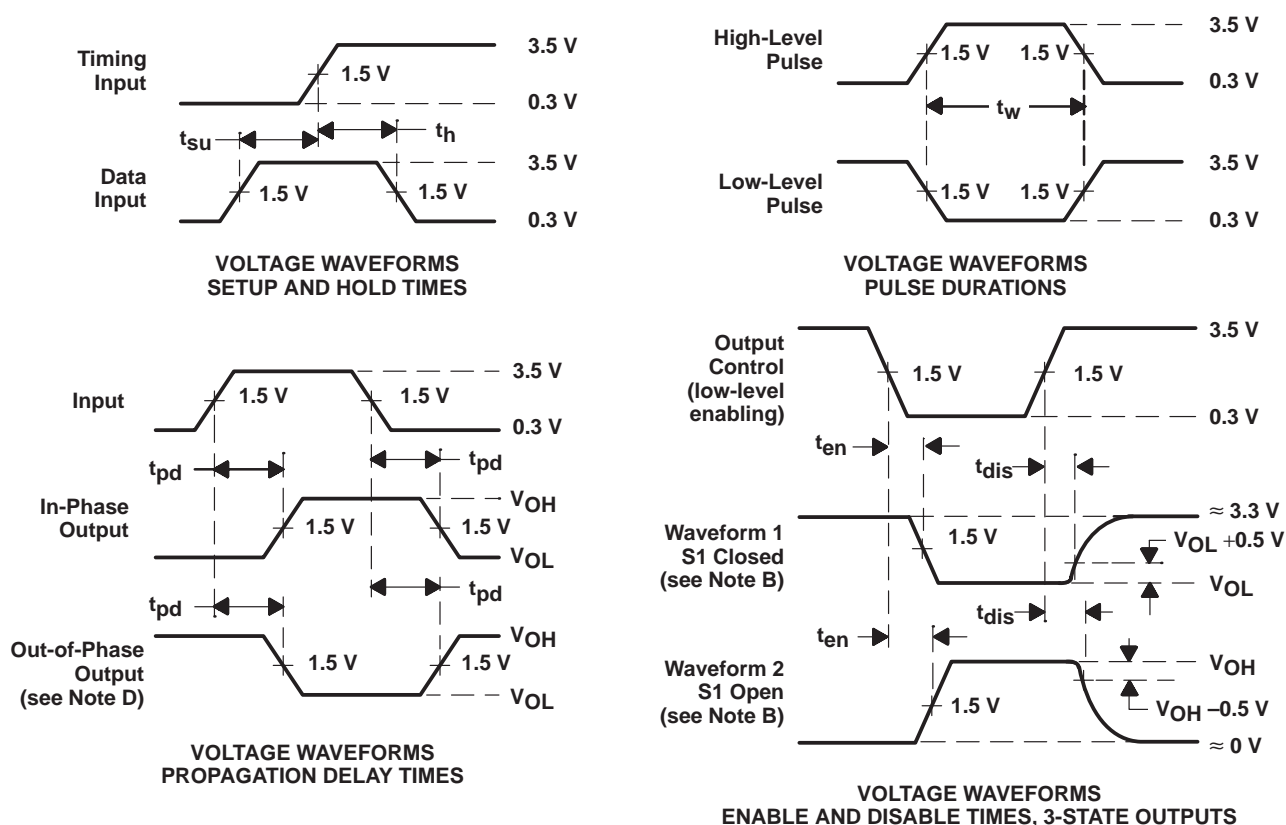 Timing
Input
3.5 V
1.5 V
0.3 V
tsu
th
Data
Input
3.5 V
1.5 V
1.5 V
0.3 V
VOLTAGE WAVEFORMS
SETUP AND HOLD TIMES
High-Level
Pulse
3.5 V
1.5 V
1.5 V
0.3 V
tw
Low-Level
Pulse
3.5 V
1.5 V
1.5 V
0.3 V
VOLTAGE WAVEFORMS
PULSE DURATIONS
Input
3.5 V
1.5 V
1.5 V
0.3 V
tpd
tpd
In-Phase
Output
VOH
1.5 V
1.5 V
VOL
tpd
tpd
Out-of-Phase
Output
(see Note D)
VOH
1.5 V
1.5 V
VOL
VOLTAGE WAVEFORMS
PROPAGATION DELAY TIMES
Output
Control
(low-level
enabling)
3.5 V
1.5 V
1.5 V
0.3 V
ten
tdis
Waveform 1
S1 Closed
(see Note B)
≈ 3.3 V
1.5 V
VOL +0.5 V
VOL
ten
tdis
Waveform 2
S1 Open
(see Note B)
VOH
1.5 V
VOH –0.5 V
≈ 0 V
VOLTAGE WAVEFORMS
ENABLE AND DISABLE TIMES, 3-STATE OUTPUTS